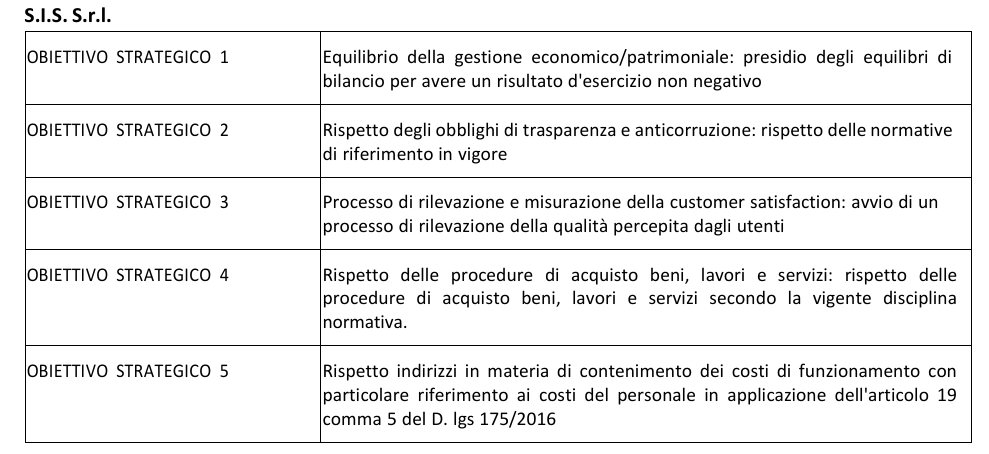 S.I.S. S.r.l.
OBIETTIVO STRATEGICO 1
Equilibrio della gestione economico/patrimoniale: presidio degli equilibri di
bilancio per avere un risultato d'esercizio non negativo
OBIETTIVO STRATEGICO 2
Rispetto degli obblighi di trasparenza e anticorruzione: rispetto delle normative
di riferimento in vigore
OBIETTIVO STRATEGICO 3
Processo di rilevazione e misurazione della customer satisfaction: avvio di un
processo di rilevazione della qualità percepita dagli utenti
OBIETTIVO STRATEGICO 4
Rispetto delle procedure di acquisto beni, lavori e servizi: rispetto delle
procedure di acquisto beni, lavori e servizi secondo la vigente disciplina
normativa.
OBIETTIVO STRATEGICO 5
Rispetto indirizzi in materia di contenimento dei costi di funzionamento con
particolare riferimento ai costi del personale in applicazione dell'articolo 19
comma 5 del D. lgs 175/2016